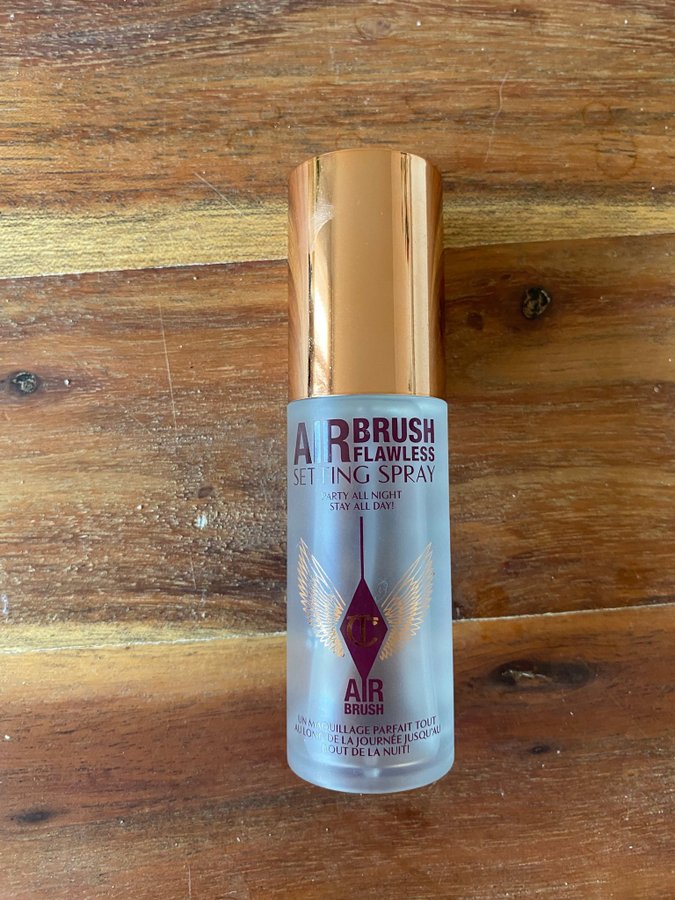 AIRBRUSH
FLAWLESS
SETTING SPRAY
PARTY ALL NIGHT
STAY ALL DAY!
CT
AIR
BRUSH
UN MAQUILLAGE PARFAIT TOUT
AU LONG DE LA JOURNÉE JUSQU'AU
BOUT DE LA NUIT!